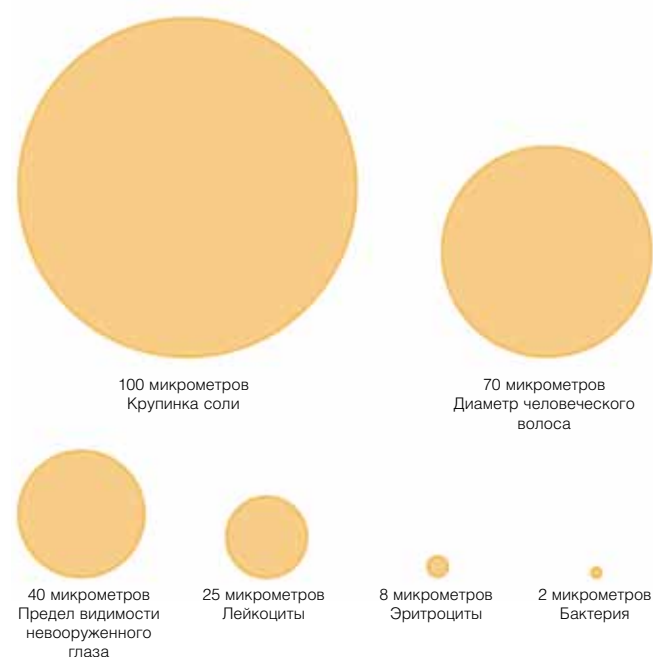 100 микрометров
Крупинка соли
70 микрометров
Диаметр человеческого
волоса
40 микрометров
Предел видимости
невооруженного
глаза
25 микрометров
Лейкоциты
8 микрометров
Эритроциты
2 микрометров
Бактерия